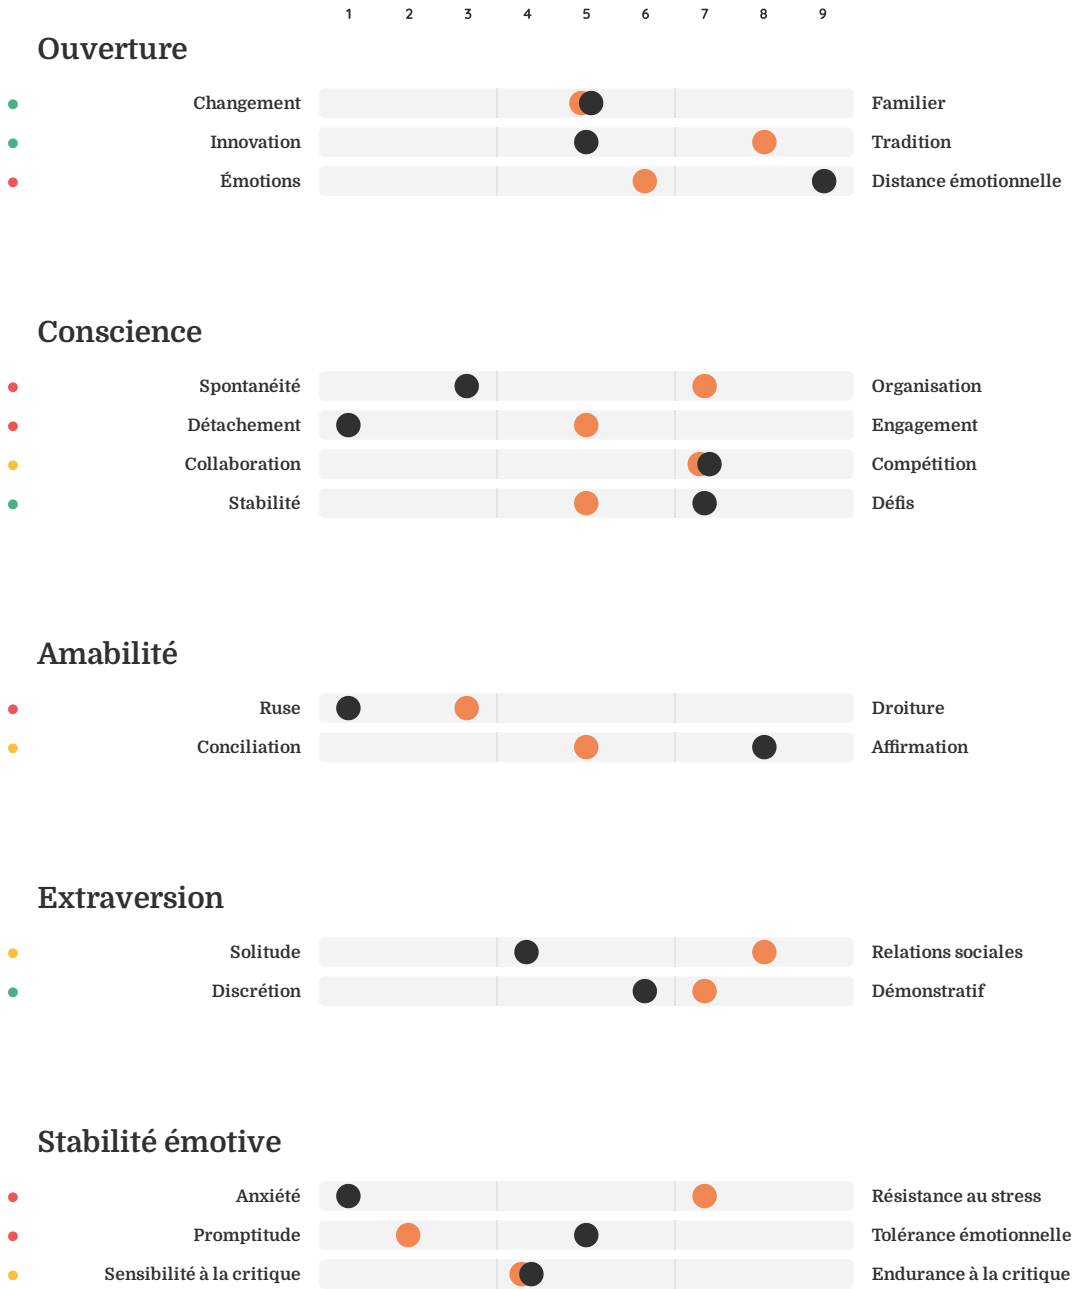 1 2 3 4 5 6 7 8 9
Ouverture
Changement Familier
Innovation Tradition
Émotions Distance émotionnelle
Conscience
Spontanéité Organisation
Détachement Engagement
Collaboration Compétition
Stabilité Défis
Amabilité
Ruse Droiture
Conciliation Affirmation
Extraversion
Solitude Relations sociales
Discrétion Démonstratif
Stabilité émotive
Anxiété Résistance au stress
Promptitude Tolérance émotionnelle
Sensibilité à la critique Endurance à la critique